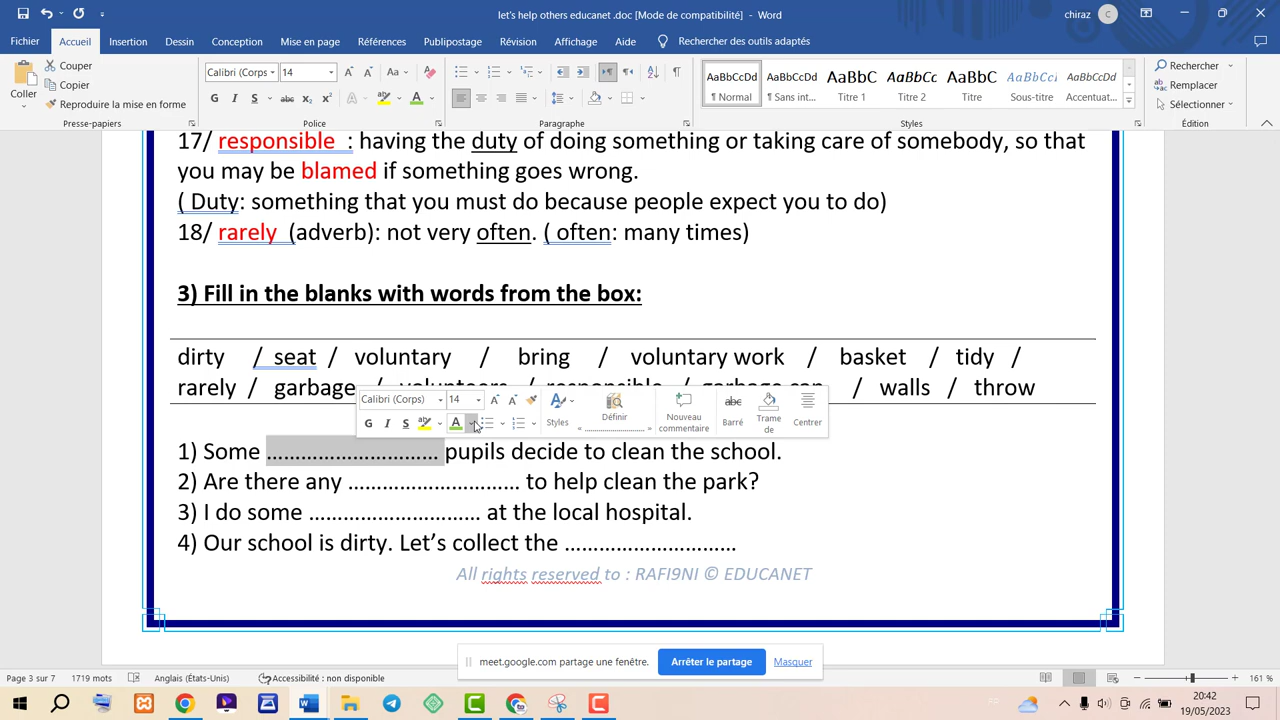 let's help others educanet .doc [Mode de compatibilité] - Word
chiraz C
Fichier Accueil Insertion Dessin Conception Mise en page Références Publipostage Révision Affichage Aide Rechercher des outils adaptés
Coller
Couper
Copier
Reproduire la mise en forme
Presse-papiers
Calibri (Corps 14
G I S abc x₂ x²
Police
Paragraphe
AaBbCcDd AaBbCcDd AaBbC AaBbCc AaBbC AaBbCcI AaBbCcDd
¶ Normal ¶ Sans int... Titre 1 Titre 2 Titre Sous-titre Accentuat...
Styles
Rechercher
Remplacer
Sélectionner
Édition
17/ responsible : having the duty of doing something or taking care of somebody, so that
you may be blamed if something goes wrong.
( Duty: something that you must do because people expect you to do)
18/ rarely (adverb): not very often. ( often: many times)
3) Fill in the blanks with words from the box:
dirty / seat / voluntary / bring / voluntary work / basket / tidy /
rarely / garbage / volunteers / responsible / garbage can / walls / throw
Calibri (Corps) 14
G I S
Styles
Définir
Nouveau commentaire
Barré
Trame de
Centrer
1) Some ………………………… pupils decide to clean the school.
2) Are there any ………………………… to help clean the park?
3) I do some ………………………… at the local hospital.
4) Our school is dirty. Let’s collect the …………………………
All rights reserved to : RAFI9NI © EDUCANET
meet.google.com partage une fenêtre. Arrêter le partage Masquer
Page 3 sur 7 1719 mots Anglais (États-Unis) Accessibilité : non disponible 161 %
20:42
19/05/2023